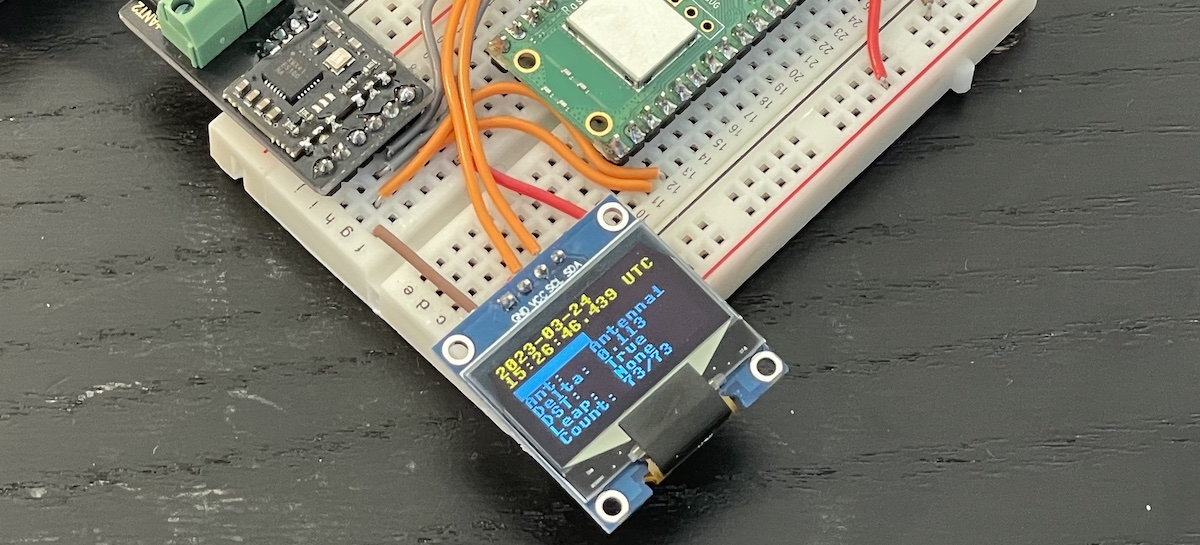 ANT2
2023-03-24
15:26:46.439 UTC
Ant: Antenna1
Delta: 0.113
DST: True
Leap: None
Count: 73/73
GND VCC SCL SDA
j
h
g
f
e
d
c
10
12
13
14
15
16
17
18
19
20
21
22
23
24